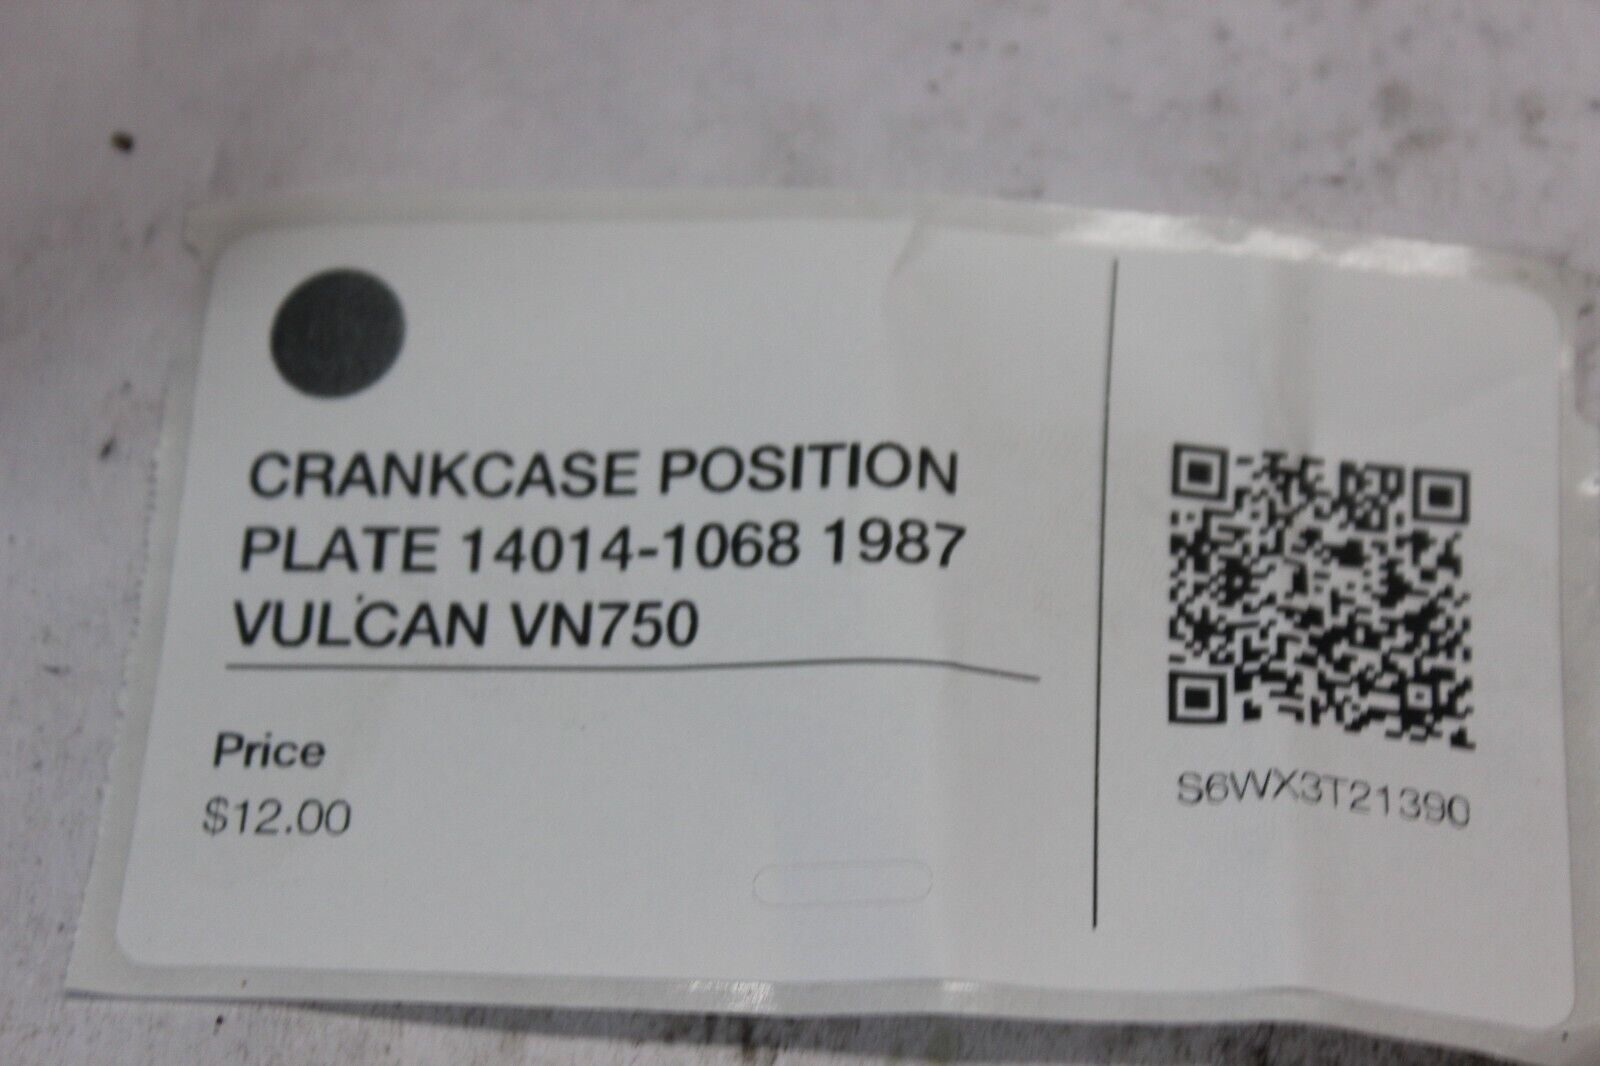 CRANKCASE POSITION
PLATE 14014-1068 1987
VULCAN VN750
Price
$12.00
S6WX3T21390